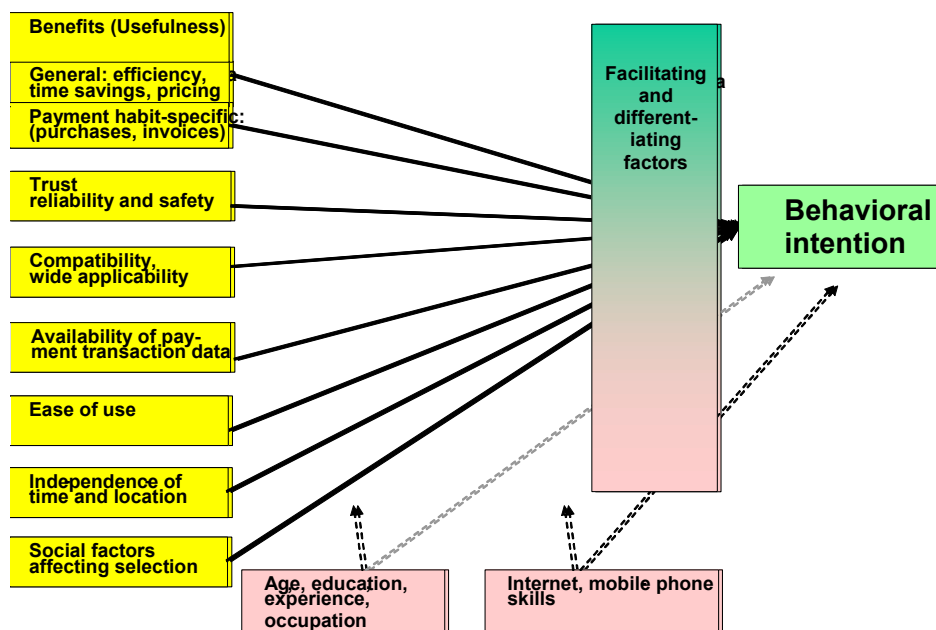 Benefits (Usefulness)
General: efficiency,
time savings, pricing
Payment habit-specific:
(purchases, invoices)
Trust
reliability and safety
Compatibility,
wide applicability
Availability of pay-
ment transaction data
Ease of use
Independence of
time and location
Social factors
affecting selection
Facilitating
and
different-
iating
factors
a
Behavioral
intention
Age, education,
experience,
occupation
Internet, mobile phone
skills